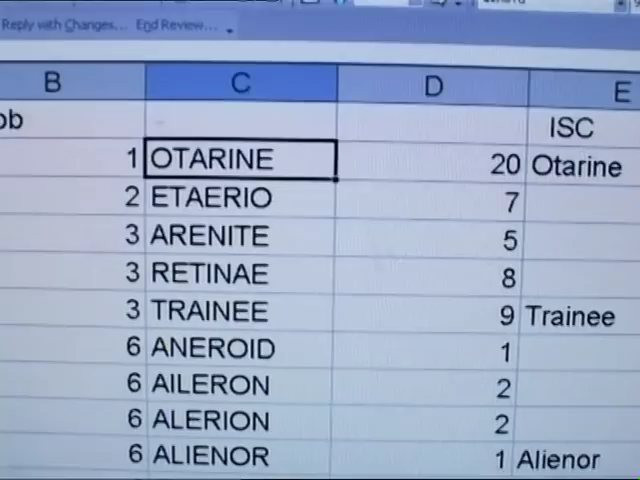 Reply with Changes... End Review...
B C D E
ob ISC
1 OTARINE 20 Otarine
2 ETAERIO 7
3 ARENITE 5
3 RETINAE 8
3 TRAINEE 9 Trainee
6 ANEROID 1
6 AILERON 2
6 ALERION 2
6 ALIENOR 1 Alienor